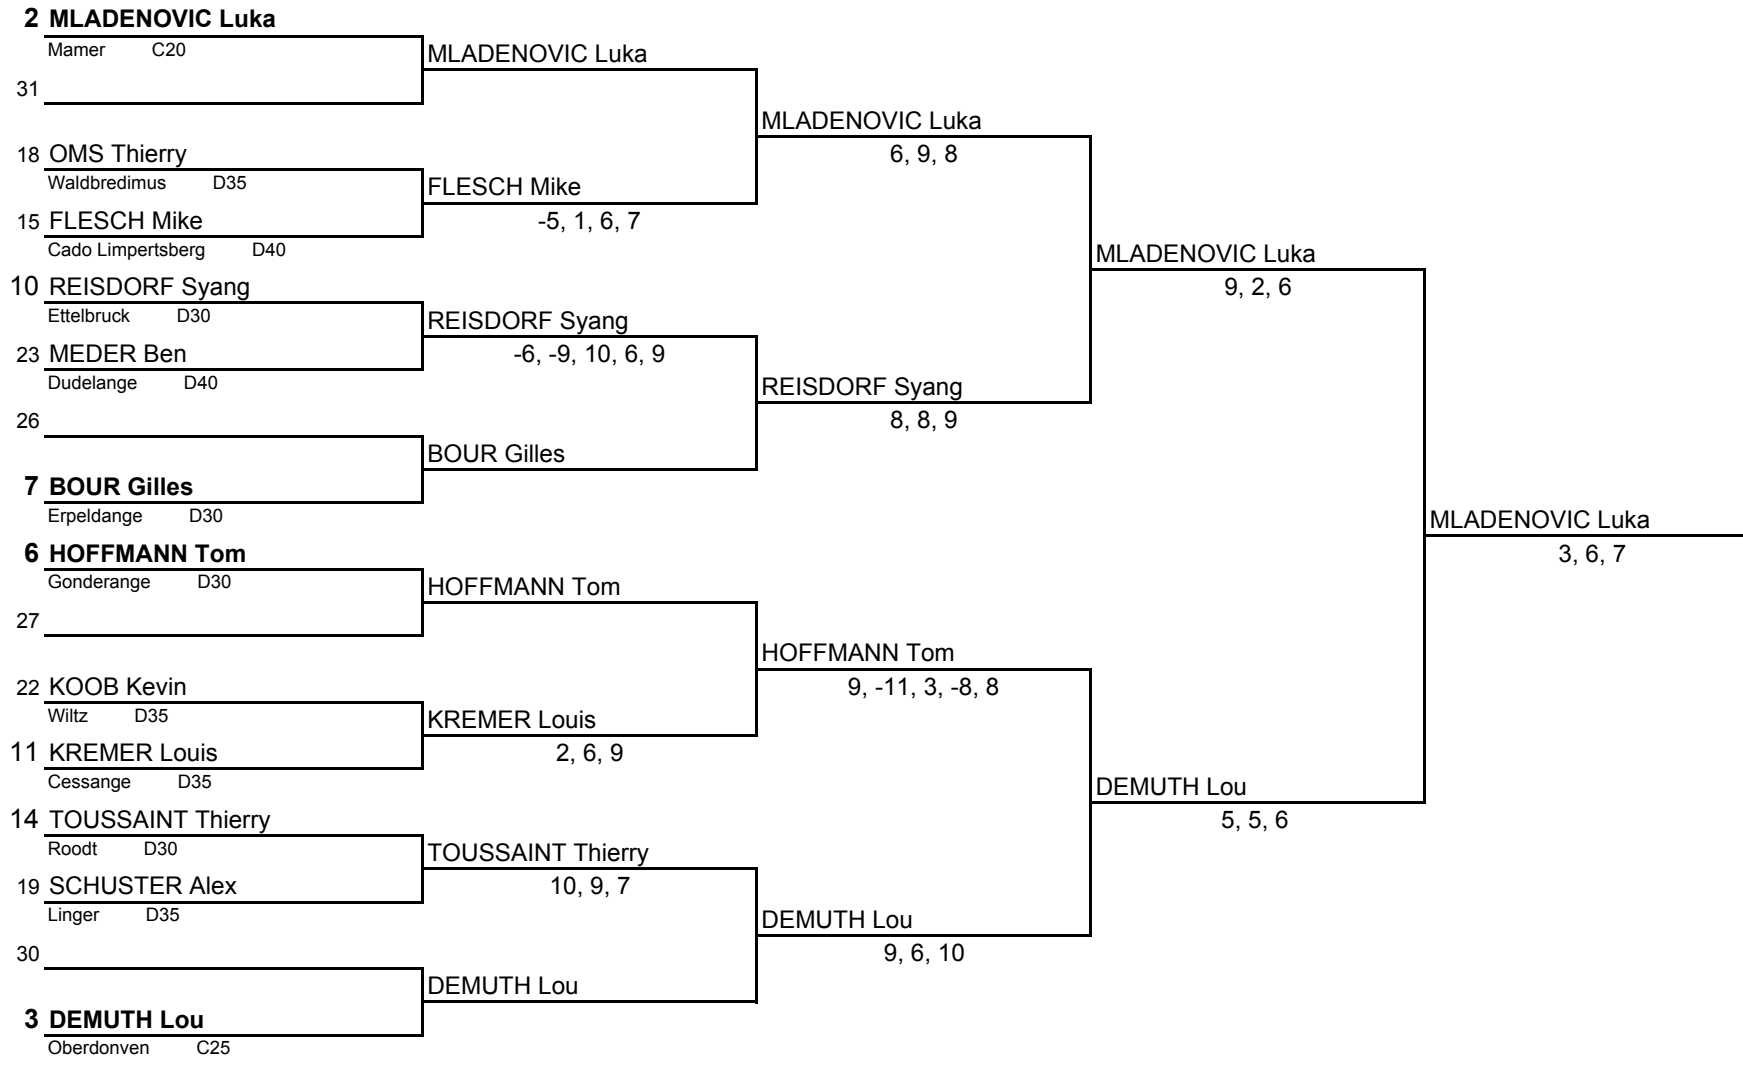 2 MLADENOVIC Luka
Mamer C20
MLADENOVIC Luka
31
MLADENOVIC Luka
6, 9, 8
18 OMS Thierry
Waldbredimus D35
FLESCH Mike
-5, 1, 6, 7
15 FLESCH Mike
Cado Limpertsberg D40
MLADENOVIC Luka
9, 2, 6
10 REISDORF Syang
Ettelbruck D30
REISDORF Syang
-6, -9, 10, 6, 9
23 MEDER Ben
Dudelange D40
REISDORF Syang
8, 8, 9
26
BOUR Gilles
7 BOUR Gilles
Erpeldange D30
MLADENOVIC Luka
3, 6, 7
6 HOFFMANN Tom
Gonderange D30
HOFFMANN Tom
27
HOFFMANN Tom
9, -11, 3, -8, 8
22 KOOB Kevin
Wiltz D35
KREMER Louis
2, 6, 9
11 KREMER Louis
Cessange D35
DEMUTH Lou
5, 5, 6
14 TOUSSAINT Thierry
Roodt D30
TOUSSAINT Thierry
10, 9, 7
19 SCHUSTER Alex
Linger D35
DEMUTH Lou
9, 6, 10
30
DEMUTH Lou
3 DEMUTH Lou
Oberdonven C25